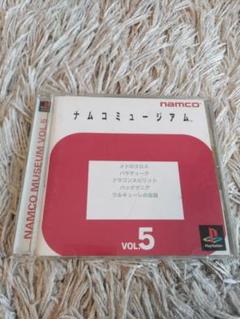 namco
ナムコミュージアム
NAMCO MUSEUM VOL.5
メトロクロス
バラデューク
ドラゴンスピリット
パックマニア
ワルキューレの伝説
VOL.5
PlayStation